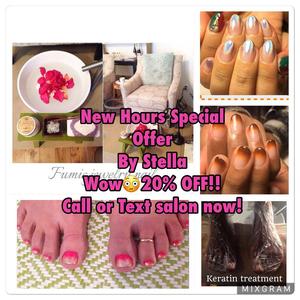 New Hours Special
Offer
By Stella
Wow😳20% OFF!!
Call or Text salon now!
Keratin treatment
MIXGRAM